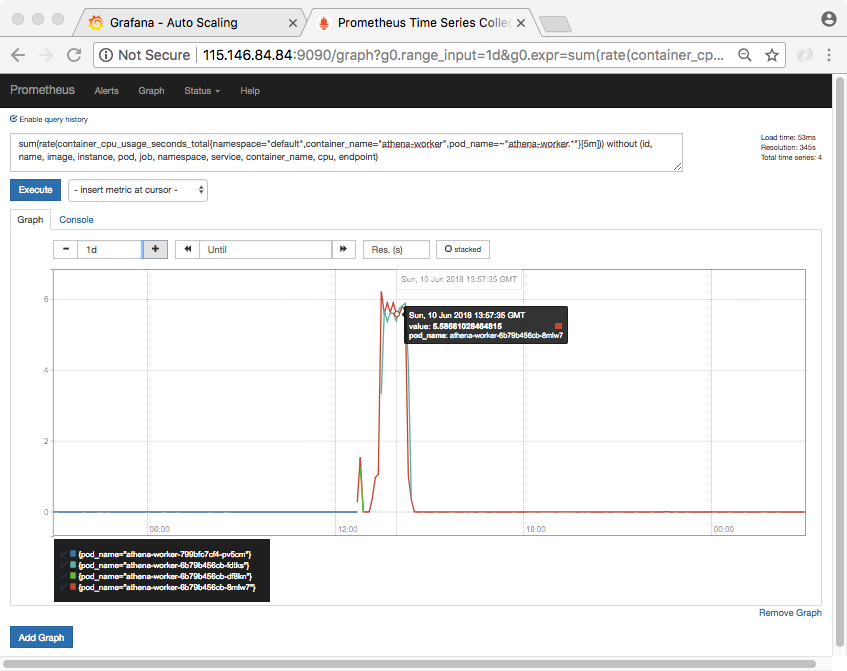 Grafana - Auto Scaling
Prometheus Time Series Collec
Not Secure | 115.146.84.84:9090/graph?g0.range_input=1d&g0.expr=sum(rate(container_cp...
Prometheus Alerts Graph Status Help
Enable query history
sum(rate(container_cpu_usage_seconds_total{namespace="default",container_name="athena-worker",pod_name=~"athena-worker.*"}[5m])) without (id,
name, image, instance, pod, job, namespace, service, container_name, cpu, endpoint)
Load time: 53ms
Resolution: 345s
Total time series: 4
Execute - insert metric at cursor -
Graph Console
- 1d + Until Res. (s) stacked
Sun, 10 Jun 2018 13:57:35 GMT
Sun, 10 Jun 2018 13:57:35 GMT
value: 5.58661028464815
pod_name: athena-worker-6b79b456cb-8mlw7
6
4
2
0
06:00 12:00 18:00 00:00
{pod_name="athena-worker-799bfc7cf4-pv5cm"}
{pod_name="athena-worker-6b79b456cb-fdtks"}
{pod_name="athena-worker-6b79b456cb-df8kn"}
{pod_name="athena-worker-6b79b456cb-8mlw7"}
Remove Graph
Add Graph